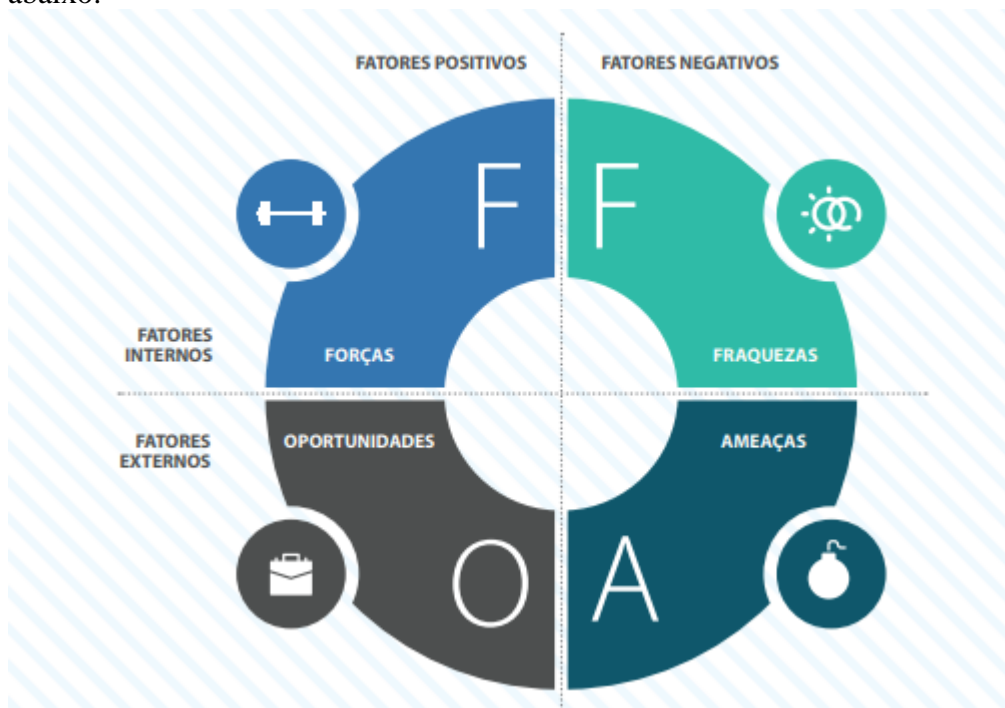 abaixo:
FATORES POSITIVOS
FATORES NEGATIVOS
F
F
FATORES
INTERNOS
FORÇAS
FRAQUEZAS
FATORES
EXTERNOS
OPORTUNIDADES
AMEAÇAS
O
A